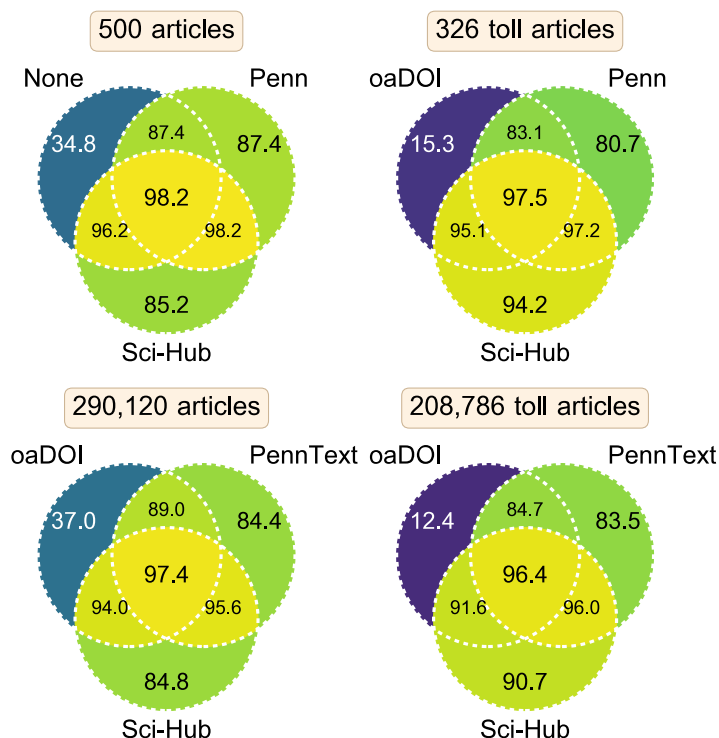 500 articles
326 toll articles
None
Penn
oaDOI
Penn
34.8
87.4
87.4
15.3
83.1
80.7
98.2
97.5
96.2
98.2
95.1
97.2
85.2
94.2
Sci-Hub
Sci-Hub
290,120 articles
208,786 toll articles
oaDOI
PennText
oaDOI
PennText
37.0
89.0
84.4
12.4
84.7
83.5
97.4
96.4
94.0
95.6
91.6
96.0
84.8
90.7
Sci-Hub
Sci-Hub